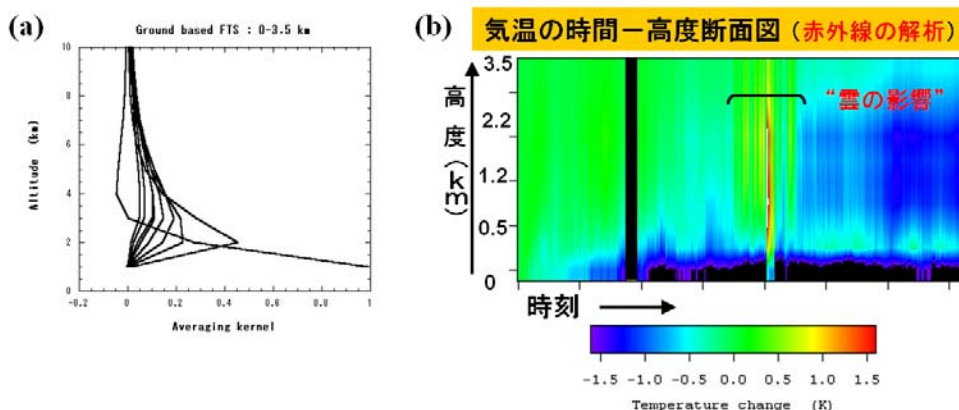 (a)
Ground based FTS : 0-3.5 km
10
8
6
4
2
0
Altitude (km)
-0.2
0
0.2
0.4
0.6
0.8
1
Averaging kernel
(b)
気温の時間－高度断面図（赤外線の解析）
3.5
2.2
1.2
0.5
0
高度(km)
“雲の影響”
時刻
-1.5 -1.0 -0.5 0.0 0.5 1.0 1.5
Temperature change (K)